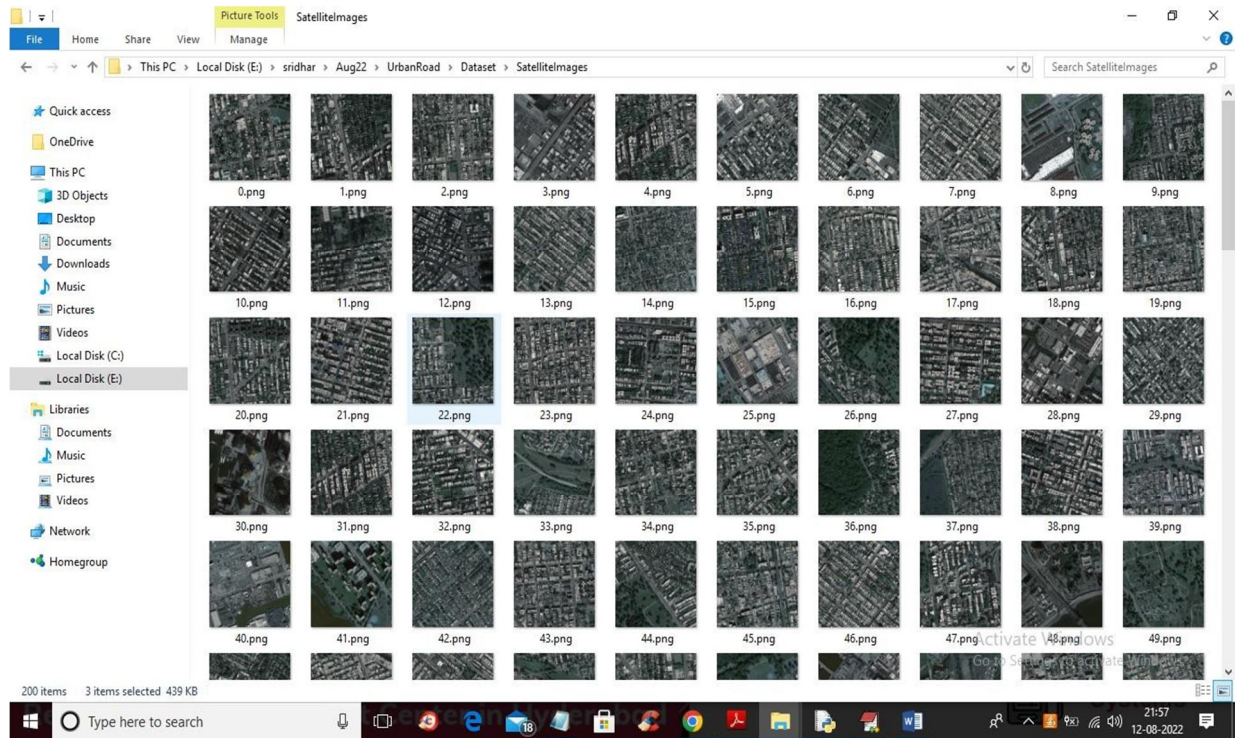 Picture Tools SatelliteImages
File Home Share View Manage
This PC > Local Disk (E:) > sridhar > Aug22 > UrbanRoad > Dataset > SatelliteImages
Search SatelliteImages
Quick access
OneDrive
This PC
3D Objects
Desktop
Documents
Downloads
Music
Pictures
Videos
Local Disk (C:)
Local Disk (E:)
Libraries
Documents
Music
Pictures
Videos
Network
Homegroup
0.png 1.png 2.png 3.png 4.png 5.png 6.png 7.png 8.png 9.png
10.png 11.png 12.png 13.png 14.png 15.png 16.png 17.png 18.png 19.png
20.png 21.png 22.png 23.png 24.png 25.png 26.png 27.png 28.png 29.png
30.png 31.png 32.png 33.png 34.png 35.png 36.png 37.png 38.png 39.png
40.png 41.png 42.png 43.png 44.png 45.png 46.png 47.png 48.png 49.png
Activate Windows
Go to Settings to activate Windows.
200 items 3 items selected 439 KB
Type here to search
18
21:57
12-08-2022